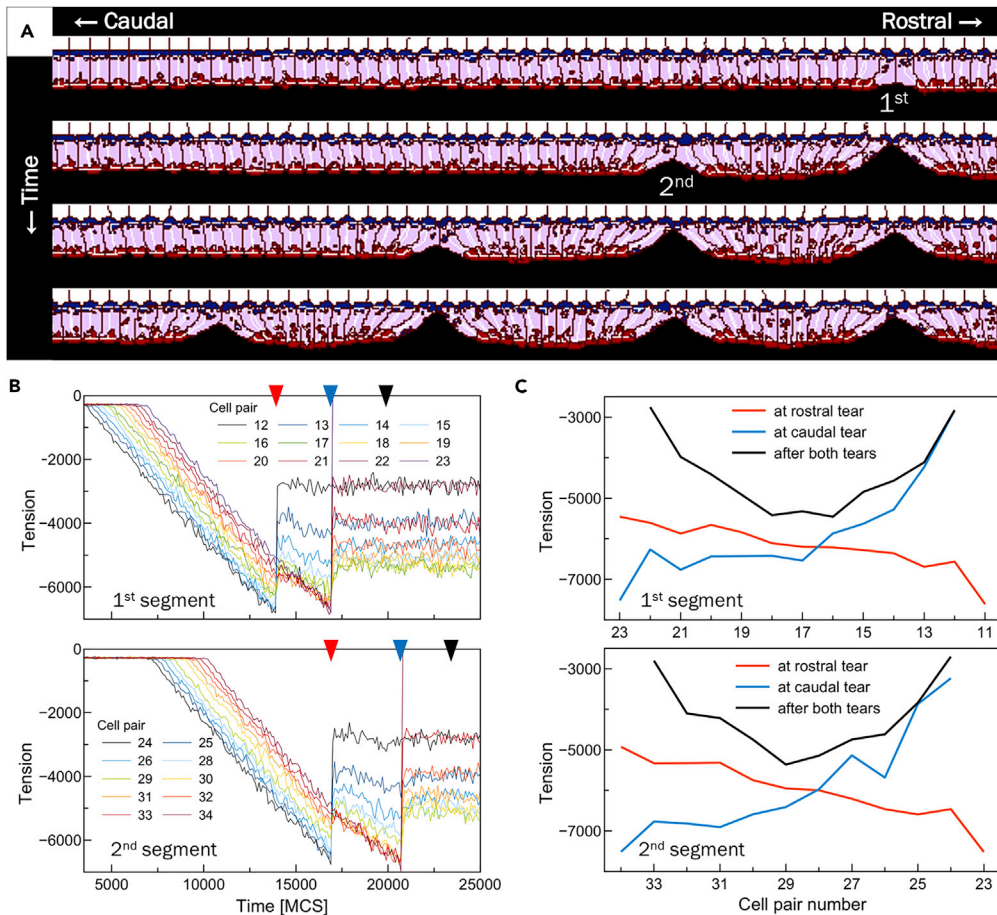 A
← Caudal
Rostral →
← Time
1st
2nd
B
Cell pair
12 13 14 15
16 17 18 19
20 21 22 23
0
−2000
−4000
−6000
Tension
1st segment
0
−2000
−4000
−6000
Tension
Cell pair
24 25
26 28
29 30
31 32
33 34
2nd segment
5000 10000 15000 20000 25000
Time [MCS]
C
at rostral tear
at caudal tear
after both tears
−3000
−5000
−7000
Tension
1st segment
23 21 19 17 15 13 11
at rostral tear
at caudal tear
after both tears
−3000
−5000
−7000
Tension
2nd segment
33 31 29 27 25 23
Cell pair number